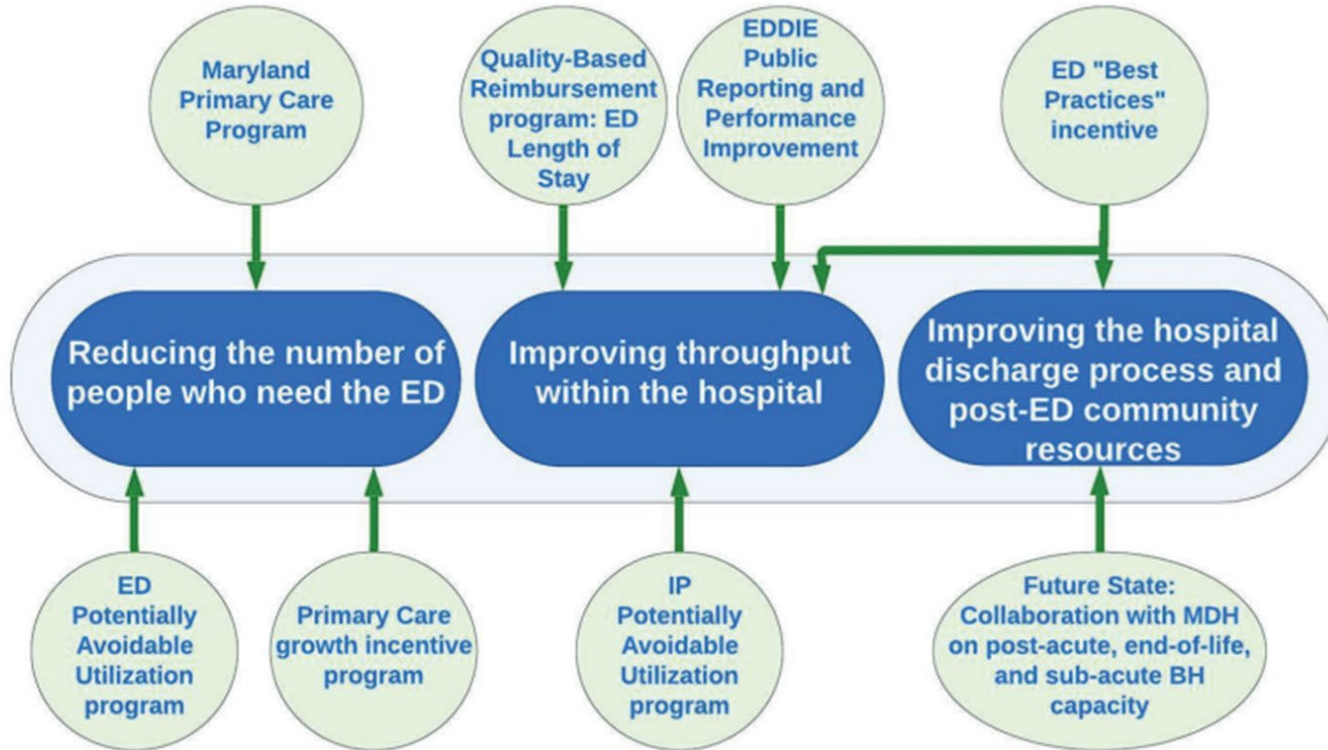 Maryland
Primary Care
Program
Quality-Based
Reimbursement
program: ED
Length of
Stay
EDDIE
Public
Reporting and
Performance
Improvement
ED "Best
Practices"
incentive
Reducing the number of
people who need the ED
Improving throughput
within the hospital
Improving the hospital
discharge process and
post-ED community
resources
ED
Potentially
Avoidable
Utilization
program
Primary Care
growth incentive
program
IP
Potentially
Avoidable
Utilization
program
Future State:
Collaboration with MDH
on post-acute, end-of-life,
and sub-acute BH
capacity